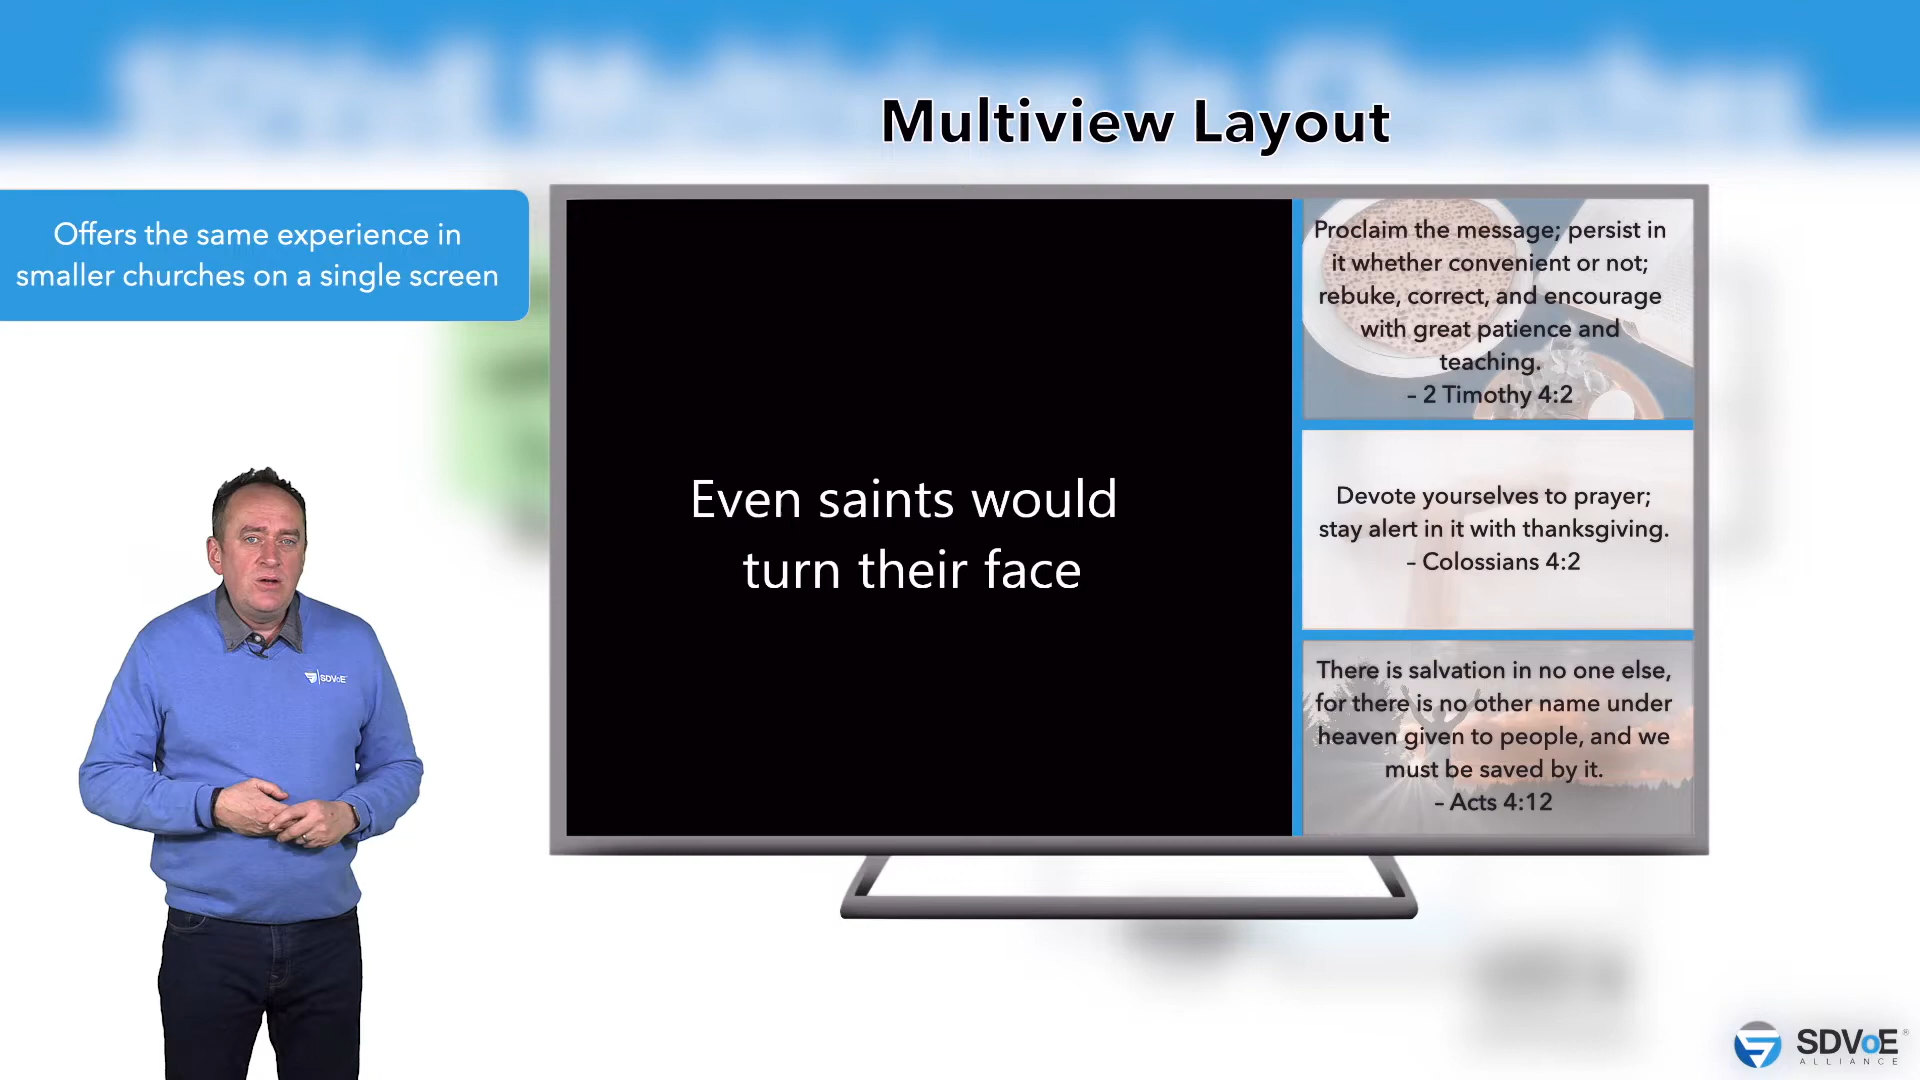 Multiview Layout
Offers the same experience in
smaller churches on a single screen
Even saints would
turn their face
Proclaim the message; persist in
it whether convenient or not;
rebuke, correct, and encourage
with great patience and
teaching.
– 2 Timothy 4:2
Devote yourselves to prayer;
stay alert in it with thanksgiving.
– Colossians 4:2
There is salvation in no one else,
for there is no other name under
heaven given to people, and we
must be saved by it.
– Acts 4:12
SDVoE
SDVoE®
ALLIANCE